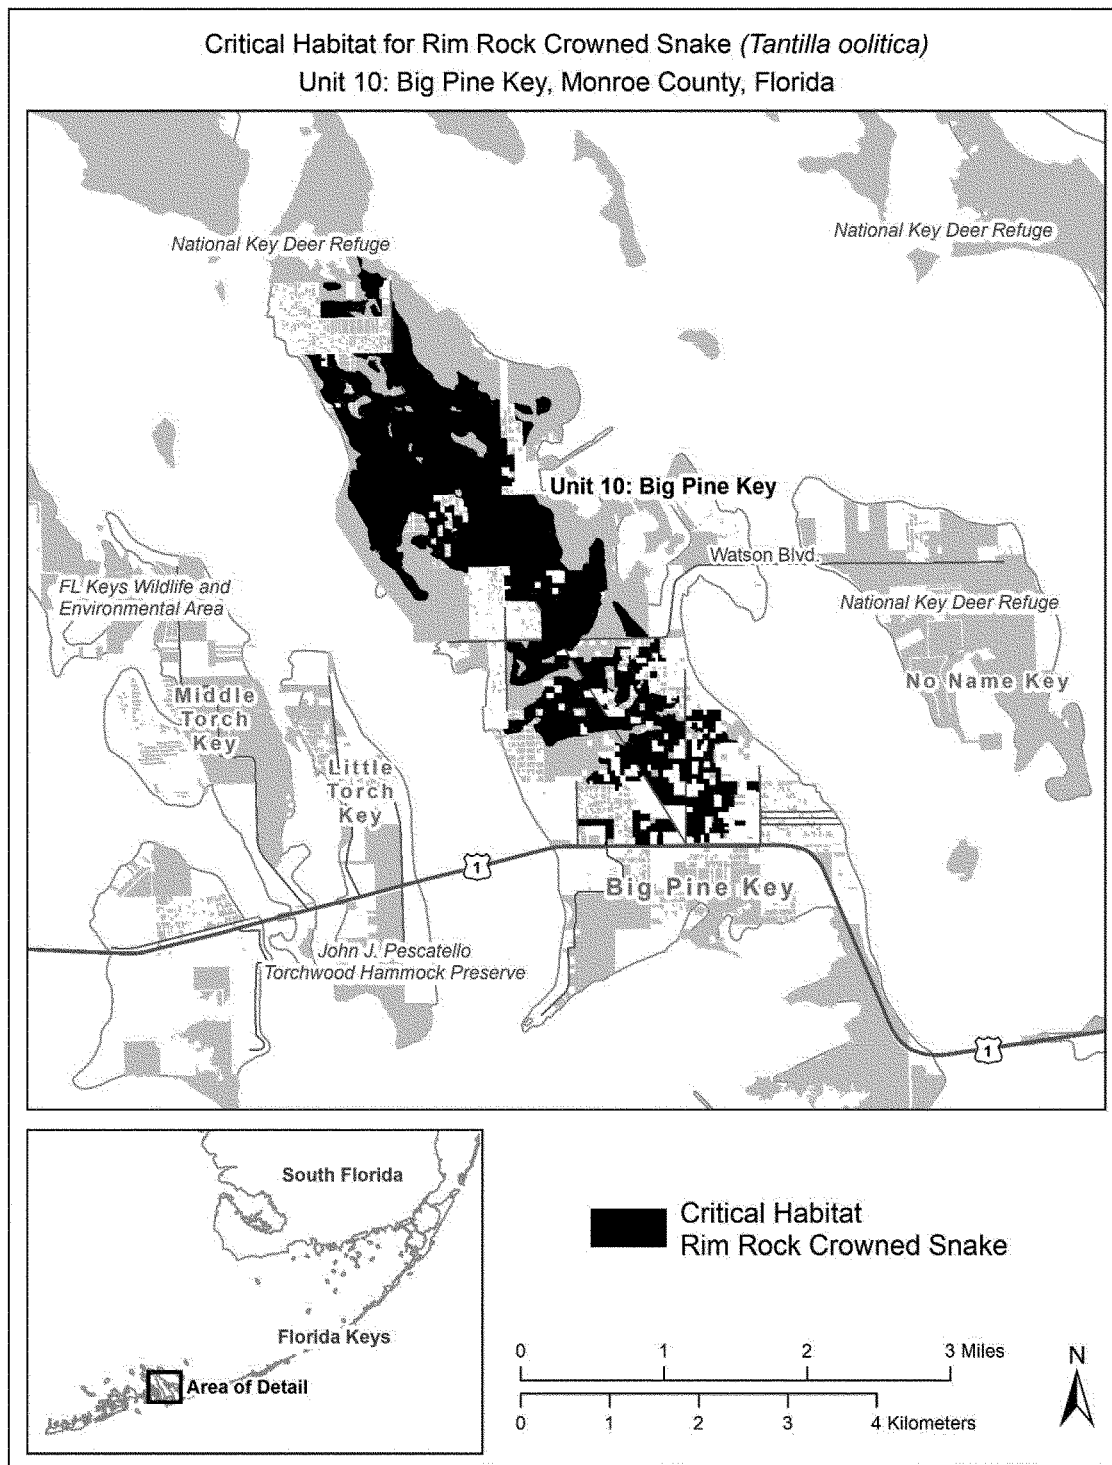 Critical Habitat for Rim Rock Crowned Snake (Tantilla oolitica)
Unit 10: Big Pine Key, Monroe County, Florida
National Key Deer Refuge
National Key Deer Refuge
Unit 10: Big Pine Key
Watson Blvd
FL Keys Wildlife and
Environmental Area
National Key Deer Refuge
No Name Key
Middle
Torch
Key
Little
Torch
Key
1
Big Pine Key
John J. Pescatello
Torchwood Hammock Preserve
1
South Florida
Florida Keys
Area of Detail
Critical Habitat
Rim Rock Crowned Snake
0 1 2 3 Miles
0 1 2 3 4 Kilometers
N